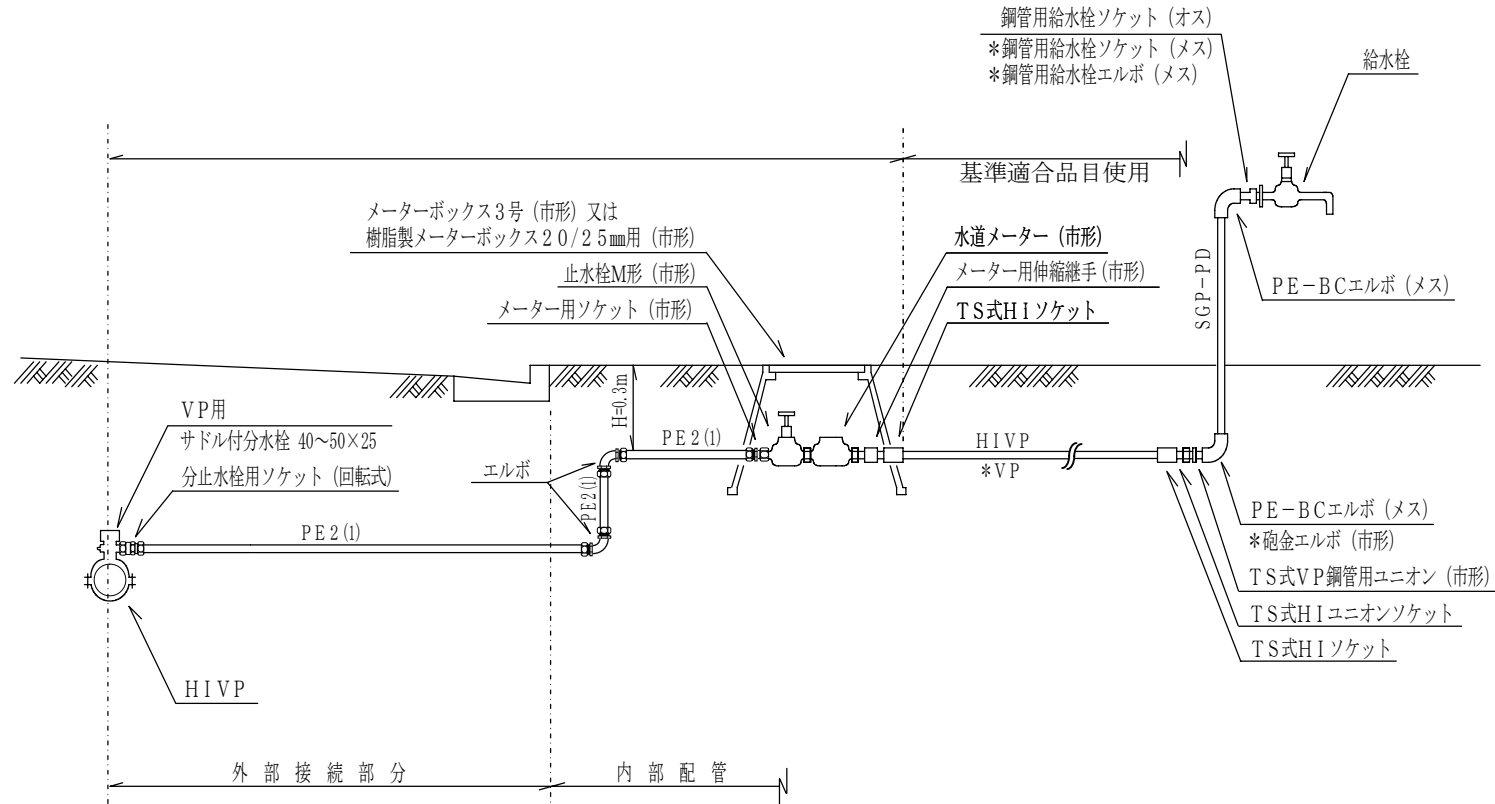 鋼管用給水栓ソケット（オス）
＊鋼管用給水栓ソケット（メス）
＊鋼管用給水栓エルボ（メス）
給水栓
基準適合品目使用
メーターボックス３号（市形）又は
樹脂製メーターボックス２０/２５㎜用（市形）
止水栓M形（市形）
メーター用ソケット（市形）
水道メーター（市形）
メーター用伸縮継手（市形）
ＴＳ式ＨＩソケット
PE－BCエルボ（メス）
SGP-PD
H=0.3m
ＶＰ用
サドル付分水栓 40～50×25
分止水栓用ソケット（回転式）
エルボ
PE2(1)
PE2(1)
PE2(1)
HIVP
＊VP
PE－BCエルボ（メス）
＊砲金エルボ（市形）
ＴＳ式ＶＰ鋼管用ユニオン（市形）
ＴＳ式ＨＩユニオンソケット
ＴＳ式ＨＩソケット
ＨＩＶＰ
外部接続部分
内部配管